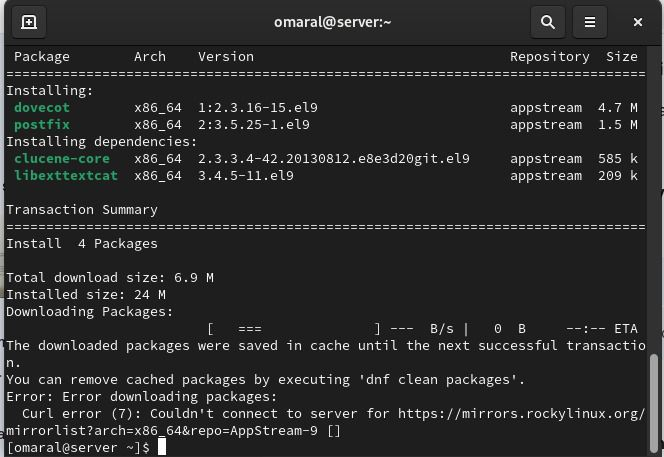 omaral@server:~
Package Arch Version Repository Size
================================================================================
Installing:
dovecot x86_64 1:2.3.16-15.el9 appstream 4.7 M
postfix x86_64 2:3.5.25-1.el9 appstream 1.5 M
Installing dependencies:
clucene-core x86_64 2.3.3.4-42.20130812.e8e3d20git.el9 appstream 585 k
libexttextcat x86_64 3.4.5-11.el9 appstream 209 k
Transaction Summary
================================================================================
Install 4 Packages
Total download size: 6.9 M
Installed size: 24 M
Downloading Packages:
[ === ] --- B/s | 0 B --:-- ETA
The downloaded packages were saved in cache until the next successful transactio
n.
You can remove cached packages by executing 'dnf clean packages'.
Error: Error downloading packages:
Curl error (7): Couldn't connect to server for https://mirrors.rockylinux.org/
mirrorlist?arch=x86_64&repo=AppStream-9 []
[omaral@server ~]$